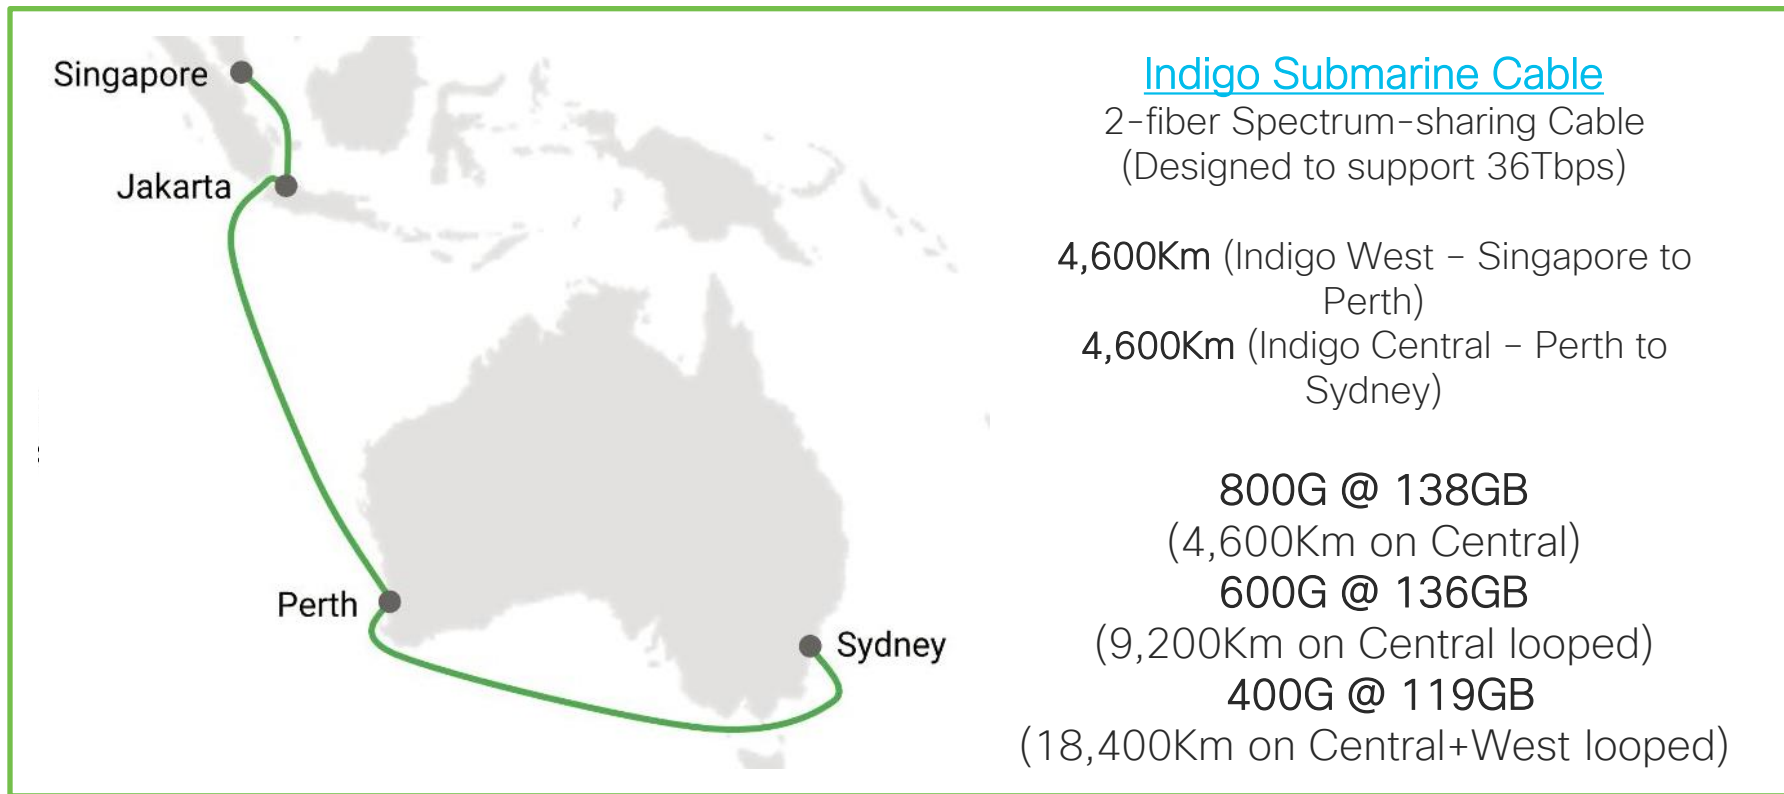 Singapore
Jakarta
Perth
Sydney
Indigo Submarine Cable
2-fiber Spectrum-sharing Cable
(Designed to support 36Tbps)
4,600Km (Indigo West – Singapore to
Perth)
4,600Km (Indigo Central – Perth to
Sydney)
800G @ 138GB
(4,600Km on Central)
600G @ 136GB
(9,200Km on Central looped)
400G @ 119GB
(18,400Km on Central+West looped)